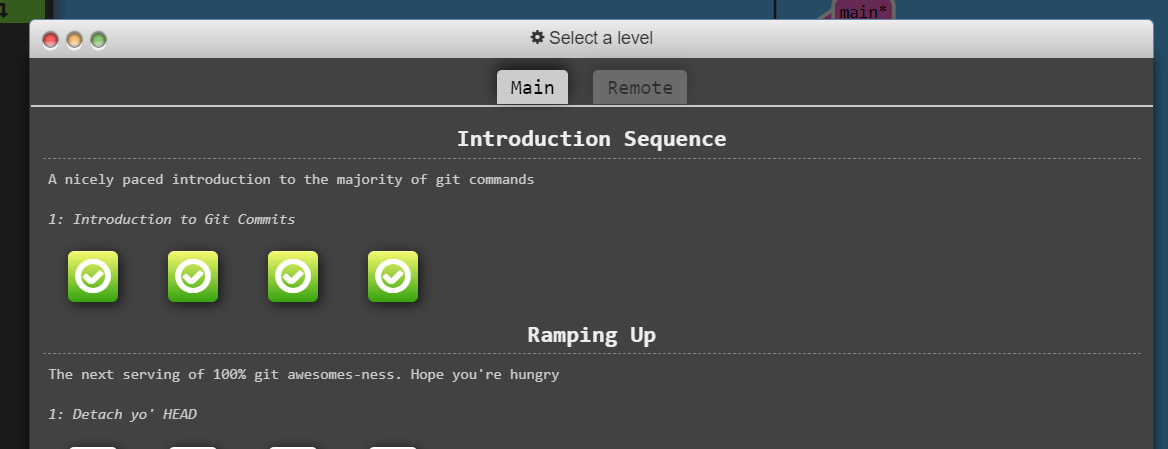 main*
Select a level
Main
Remote
Introduction Sequence
A nicely paced introduction to the majority of git commands
1: Introduction to Git Commits
Ramping Up
The next serving of 100% git awesomes-ness. Hope you're hungry
1: Detach yo' HEAD